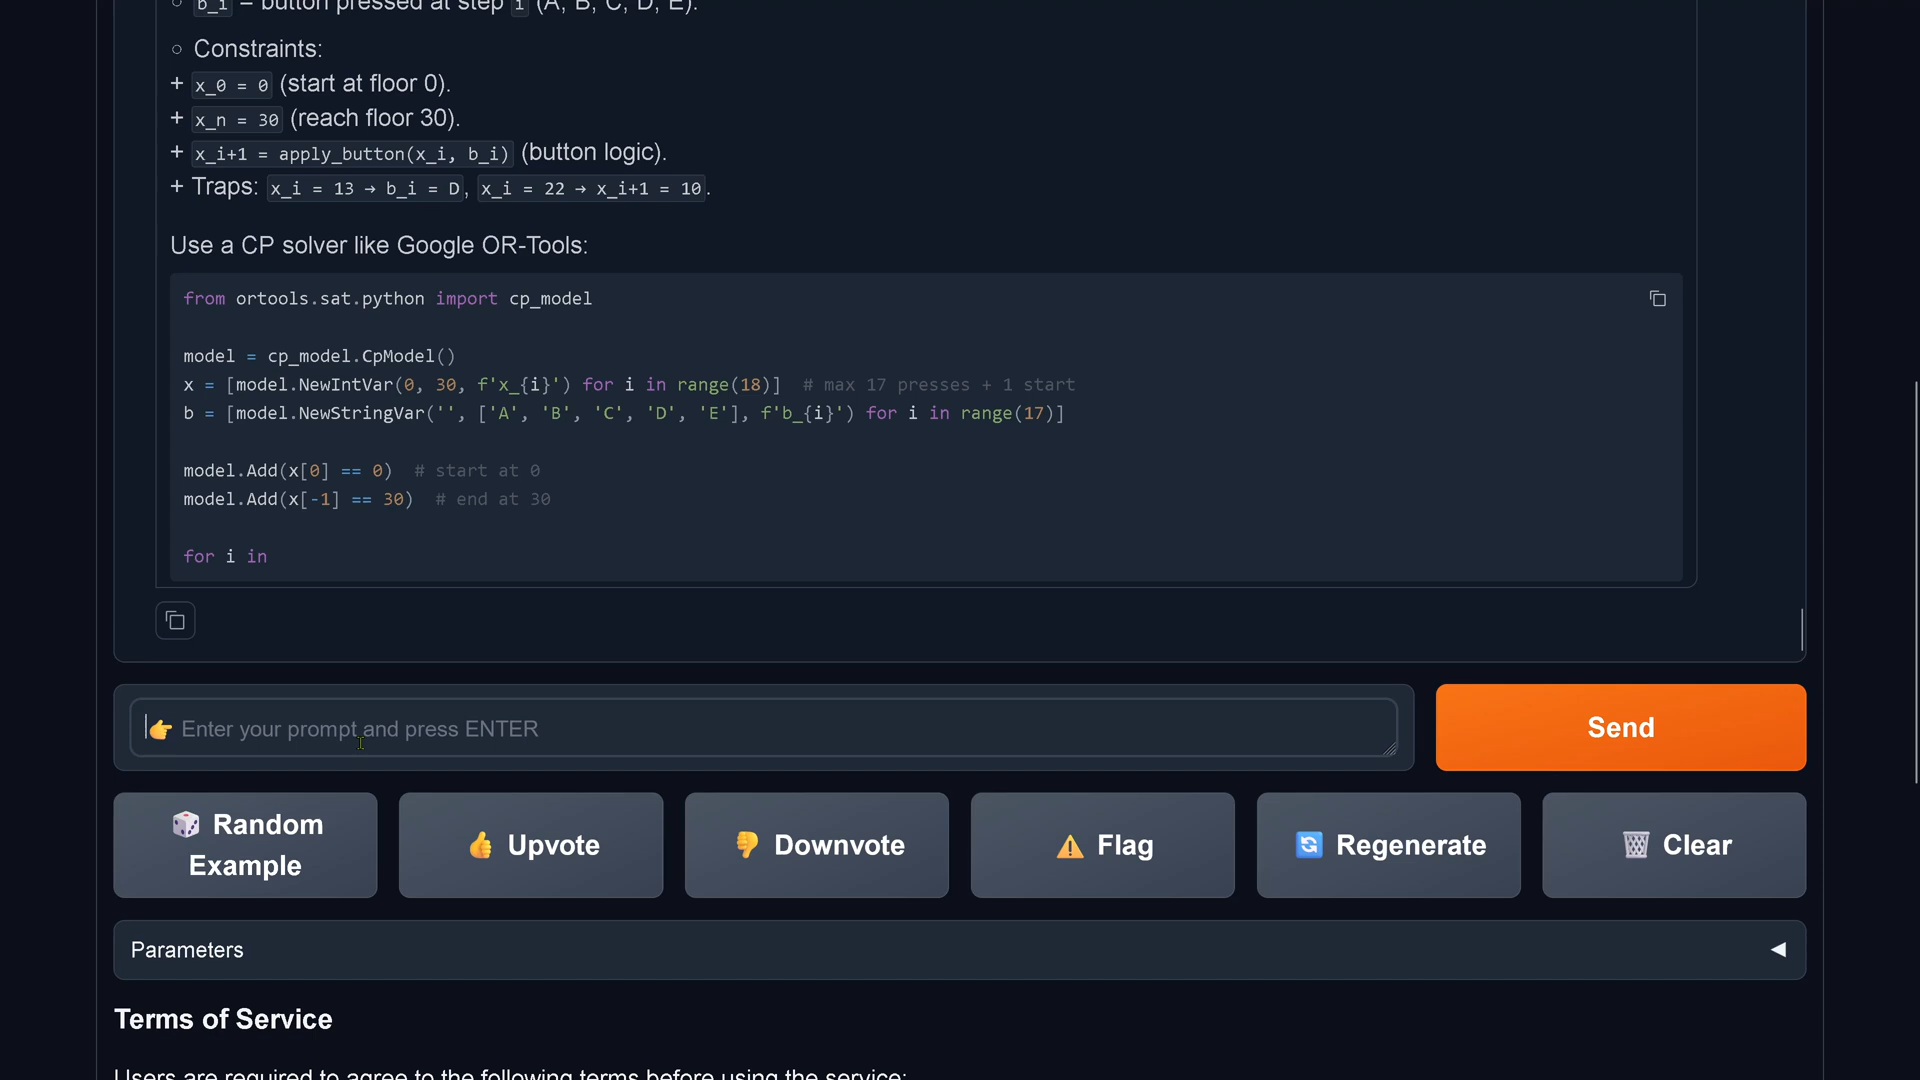 b_i = button pressed at step i (A, B, C, D, E).
○ Constraints:
+ x_0 = 0 (start at floor 0).
+ x_n = 30 (reach floor 30).
+ x_i+1 = apply_button(x_i, b_i) (button logic).
+ Traps: x_i = 13 → b_i = D, x_i = 22 → x_i+1 = 10.
Use a CP solver like Google OR-Tools:
from ortools.sat.python import cp_model
model = cp_model.CpModel()
x = [model.NewIntVar(0, 30, f'x_{i}') for i in range(18)]  # max 17 presses + 1 start
b = [model.NewStringVar('', ['A', 'B', 'C', 'D', 'E'], f'b_{i}') for i in range(17)]
model.Add(x[0] == 0)  # start at 0
model.Add(x[-1] == 30)  # end at 30
for i in
👉 Enter your prompt and press ENTER
Send
🎲 Random
Example
👍 Upvote
👎 Downvote
⚠️ Flag
🔄 Regenerate
🗑️ Clear
Parameters
Terms of Service
Users are required to agree to the following terms before using the service: